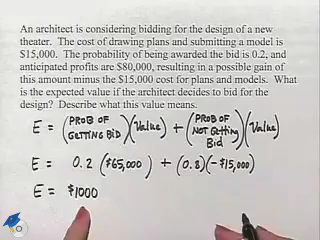 An architect is considering bidding for the design of a new
theater. The cost of drawing plans and submitting a model is
$15,000. The probability of being awarded the bid is 0.2, and
anticipated profits are $80,000, resulting in a possible gain of
this amount minus the $15,000 cost for plans and models. What
is the expected value if the architect decides to bid for the
design? Describe what this value means.
E = (PROB OF GETTING BID)(Value) + (PROB OF NOT Getting Bid)(Value)
E = 0.2 ($65,000) + (0.8)(-$15,000)
E = $1000